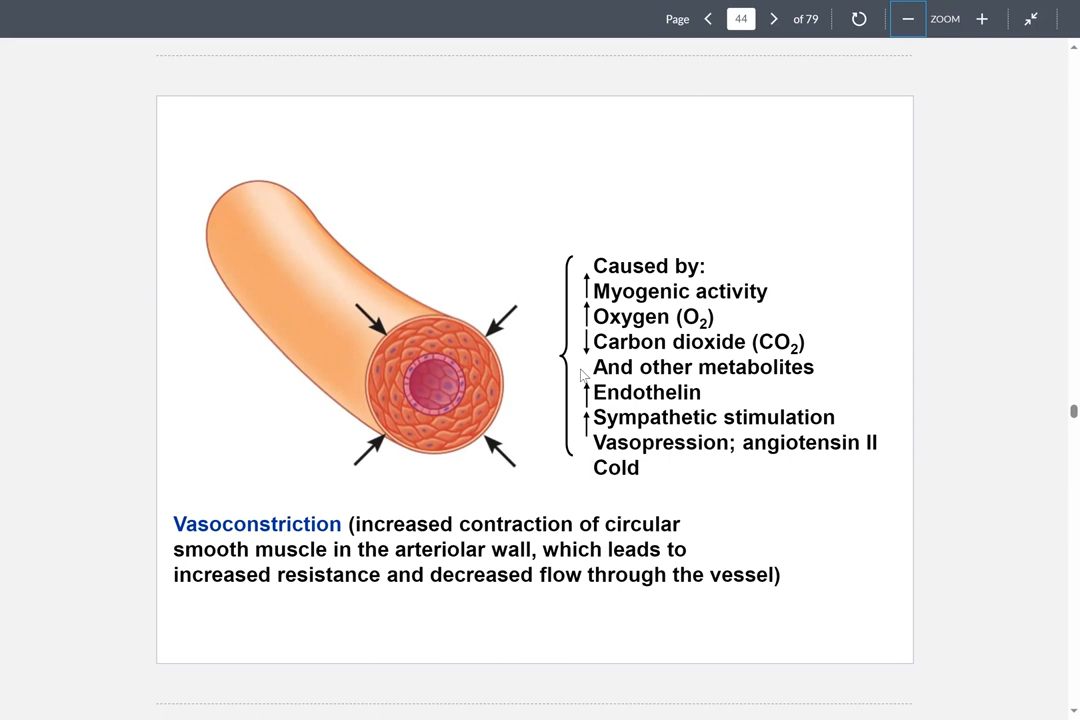 Page 44 of 79 ZOOM
Caused by:
↑Myogenic activity
↑Oxygen (O₂)
↓Carbon dioxide (CO₂)
And other metabolites
↑Endothelin
↑Sympathetic stimulation
Vasopression; angiotensin II
Cold
Vasoconstriction (increased contraction of circular
smooth muscle in the arteriolar wall, which leads to
increased resistance and decreased flow through the vessel)